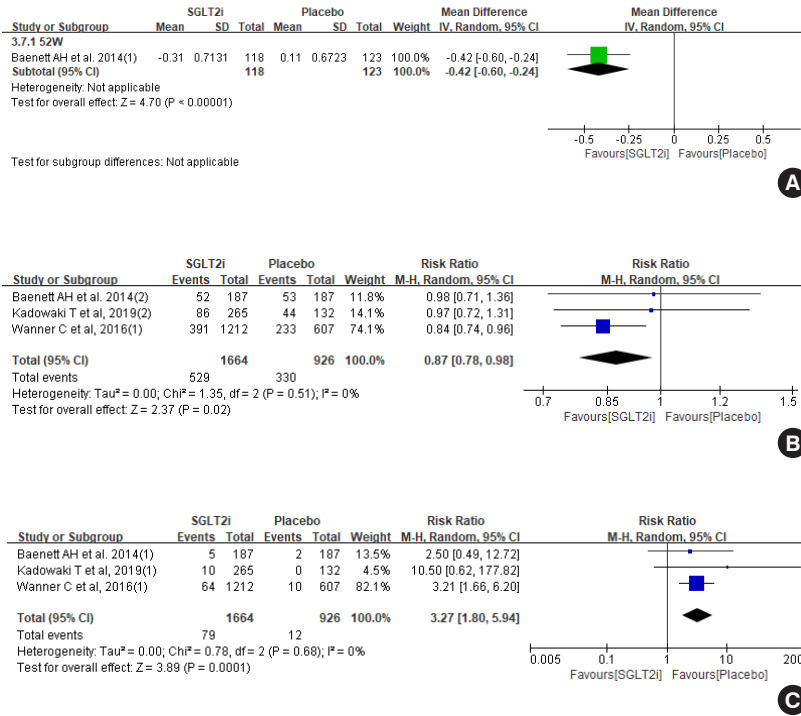 SGLT2i Placebo Mean Difference Mean Difference
Study or Subgroup Mean SD Total Mean SD Total Weight IV, Random, 95% CI IV, Random, 95% CI
3.7.1 52W
Baenett AH et al. 2014(1) -0.31 0.7131 118 0.11 0.6723 123 100.0% -0.42 [-0.60, -0.24]
Subtotal (95% CI) 118 123 100.0% -0.42 [-0.60, -0.24]
Heterogeneity: Not applicable
Test for overall effect: Z = 4.70 (P < 0.00001)
-0.5 -0.25 0 0.25 0.5
Favours[SGLT2i] Favours[Placebo]
Test for subgroup differences: Not applicable
A
SGLT2i Placebo Risk Ratio Risk Ratio
Study or Subgroup Events Total Events Total Weight M-H, Random, 95% CI M-H, Random, 95% CI
Baenett AH et al. 2014(2) 52 187 53 187 11.8% 0.98 [0.71, 1.36]
Kadowaki T et al, 2019(2) 86 265 44 132 14.1% 0.97 [0.72, 1.31]
Wanner C et al, 2016(1) 391 1212 233 607 74.1% 0.84 [0.74, 0.96]
Total (95% CI) 1664 926 100.0% 0.87 [0.78, 0.98]
Total events 529 330
Heterogeneity: Tau² = 0.00; Chi² = 1.35, df = 2 (P = 0.51); I² = 0%
Test for overall effect: Z = 2.37 (P = 0.02)
0.7 0.85 1 1.2 1.5
Favours[SGLT2i] Favours[Placebo]
B
SGLT2i Placebo Risk Ratio Risk Ratio
Study or Subgroup Events Total Events Total Weight M-H, Random, 95% CI M-H, Random, 95% CI
Baenett AH et al. 2014(1) 5 187 2 187 13.5% 2.50 [0.49, 12.72]
Kadowaki T et al, 2019(1) 10 265 0 132 4.5% 10.50 [0.62, 177.82]
Wanner C et al, 2016(1) 64 1212 10 607 82.1% 3.21 [1.66, 6.20]
Total (95% CI) 1664 926 100.0% 3.27 [1.80, 5.94]
Total events 79 12
Heterogeneity: Tau² = 0.00; Chi² = 0.78, df = 2 (P = 0.68); I² = 0%
Test for overall effect: Z = 3.89 (P = 0.0001)
0.005 0.1 1 10 200
Favours[SGLT2i] Favours[Placebo]
C